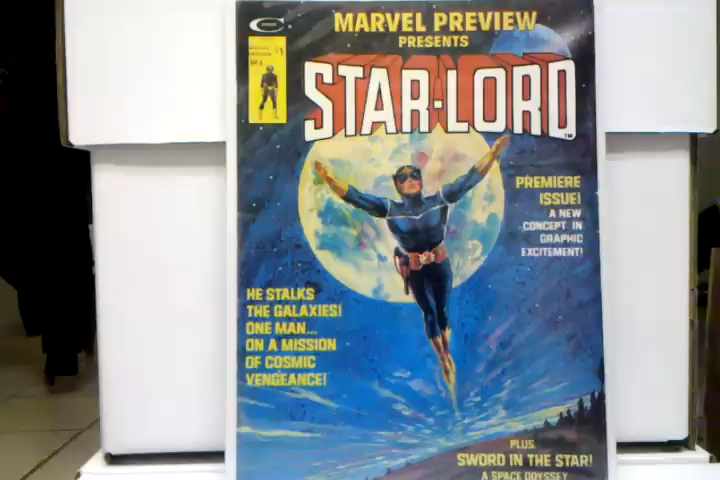 MARVEL PREVIEW
PRESENTS
STAR-LORD
TM
PREMIERE
ISSUE!
A NEW
CONCEPT IN
GRAPHIC
EXCITEMENT!
HE STALKS
THE GALAXIES!
ONE MAN...
ON A MISSION
OF COSMIC
VENGEANCE!
PLUS.
SWORD IN THE STAR!
A SPACE ODYSSEY